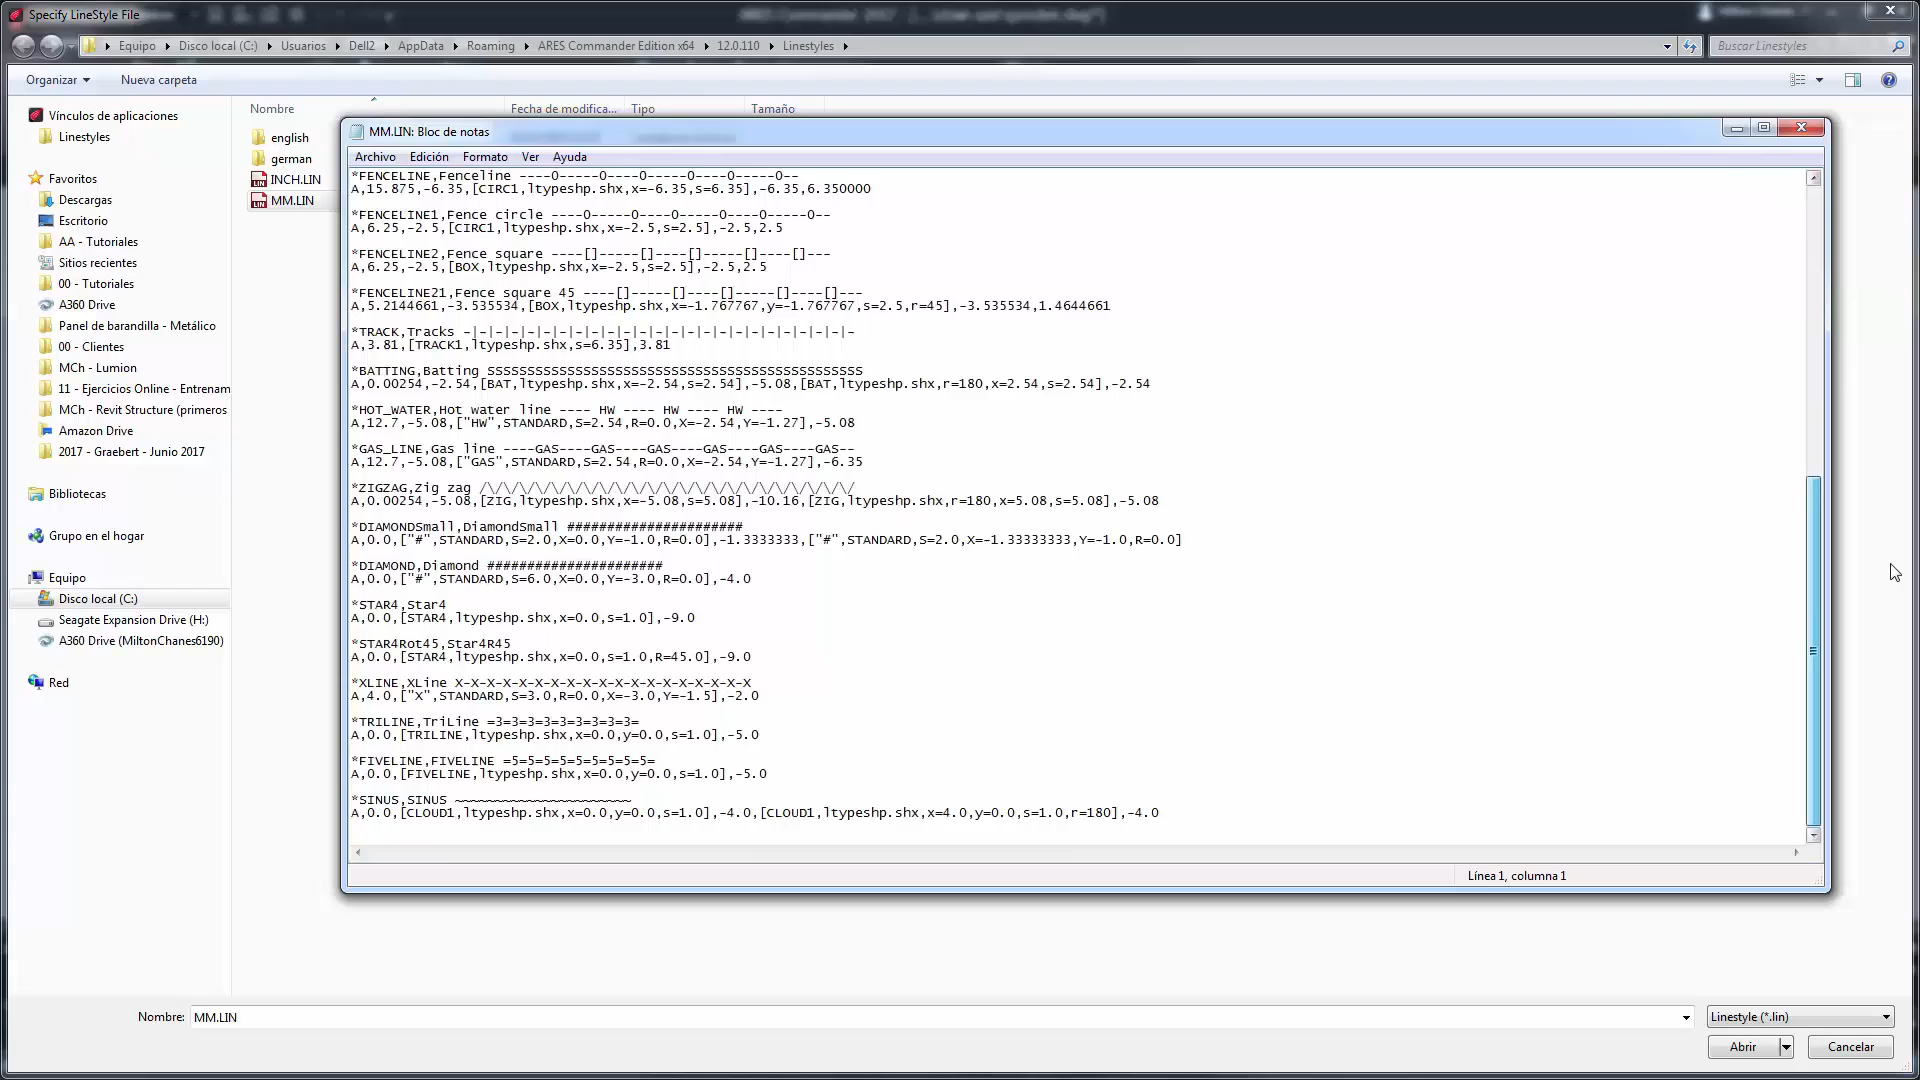 Specify LineStyle File
Equipo
Disco local (C:)
Usuarios
Dell2
AppData
Roaming
ARES Commander Edition x64
12.0.110
Linestyles
Buscar Linestyles
Organizar
Nueva carpeta
Vínculos de aplicaciones
Linestyles
Favoritos
Descargas
Escritorio
AA - Tutoriales
Sitios recientes
00 - Tutoriales
A360 Drive
Panel de barandilla - Metálico
00 - Clientes
MCh - Lumion
11 - Ejercicios Online - Entrenam
MCh - Revit Structure (primeros
Amazon Drive
2017 - Graebert - Junio 2017
Bibliotecas
Grupo en el hogar
Equipo
Disco local (C:)
Seagate Expansion Drive (H:)
A360 Drive (MiltonChanes6190)
Red
Nombre
Fecha de modifica...
Tipo
Tamaño
english
german
INCH.LIN
MM.LIN
MM.LIN: Bloc de notas
Archivo Edición Formato Ver Ayuda
*FENCELINE,Fenceline ----0-----0----0-----0----0-----0--
A,15.875,-6.35,[CIRC1,ltypeshp.shx,x=-6.35,s=6.35],-6.35,6.350000
*FENCELINE1,Fence circle ----0-----0----0-----0----0-----0--
A,6.25,-2.5,[CIRC1,ltypeshp.shx,x=-2.5,s=2.5],-2.5,2.5
*FENCELINE2,Fence square ----[]-----[]----[]-----[]----[]---
A,6.25,-2.5,[BOX,ltypeshp.shx,x=-2.5,s=2.5],-2.5,2.5
*FENCELINE21,Fence square 45 ----[]-----[]----[]-----[]----[]---
A,5.2144661,-3.535534,[BOX,ltypeshp.shx,x=-1.767767,y=-1.767767,s=2.5,r=45],-3.535534,1.4644661
*TRACK,Tracks -|-|-|-|-|-|-|-|-|-|-|-|-|-|-|-|-|-|-|-|-|-|-|-|-
A,3.81,[TRACK1,ltypeshp.shx,s=6.35],3.81
*BATTING,Batting SSSSSSSSSSSSSSSSSSSSSSSSSSSSSSSSSSSSSSSSSSSSSSS
A,0.00254,-2.54,[BAT,ltypeshp.shx,x=-2.54,s=2.54],-5.08,[BAT,ltypeshp.shx,r=180,x=2.54,s=2.54],-2.54
*HOT_WATER,Hot water line ---- HW ---- HW ---- HW ----
A,12.7,-5.08,["HW",STANDARD,S=2.54,R=0.0,X=-2.54,Y=-1.27],-5.08
*GAS_LINE,Gas line ----GAS----GAS----GAS----GAS----GAS----GAS--
A,12.7,-5.08,["GAS",STANDARD,S=2.54,R=0.0,X=-2.54,Y=-1.27],-6.35
*ZIGZAG,Zig zag /\/\/\/\/\/\/\/\/\/\/\/\/\/\/\/\/\/\/\/\/\/\/\/
A,0.00254,-5.08,[ZIG,ltypeshp.shx,x=-5.08,s=5.08],-10.16,[ZIG,ltypeshp.shx,r=180,x=5.08,s=5.08],-5.08
*DIAMONDSmall,DiamondSmall ######################
A,0.0,["#",STANDARD,S=2.0,X=0.0,Y=-1.0,R=0.0],-1.3333333,["#",STANDARD,S=2.0,X=-1.33333333,Y=-1.0,R=0.0]
*DIAMOND,Diamond ######################
A,0.0,["#",STANDARD,S=6.0,X=0.0,Y=-3.0,R=0.0],-4.0
*STAR4,Star4
A,0.0,[STAR4,ltypeshp.shx,x=0.0,s=1.0],-9.0
*STAR4Rot45,Star4R45
A,0.0,[STAR4,ltypeshp.shx,x=0.0,s=1.0,R=45.0],-9.0
*XLINE,XLine X-X-X-X-X-X-X-X-X-X-X-X-X-X-X-X-X-X-X
A,4.0,["X",STANDARD,S=3.0,R=0.0,X=-3.0,Y=-1.5],-2.0
*TRILINE,TriLine =3=3=3=3=3=3=3=3=3=
A,0.0,[TRILINE,ltypeshp.shx,x=0.0,y=0.0,s=1.0],-5.0
*FIVELINE,FIVELINE =5=5=5=5=5=5=5=5=5=
A,0.0,[FIVELINE,ltypeshp.shx,x=0.0,y=0.0,s=1.0],-5.0
*SINUS,SINUS ~~~~~~~~~~~~~~~~~~~~~~
A,0.0,[CLOUD1,ltypeshp.shx,x=0.0,y=0.0,s=1.0],-4.0,[CLOUD1,ltypeshp.shx,x=4.0,y=0.0,s=1.0,r=180],-4.0
Línea 1, columna 1
Nombre: MM.LIN
Linestyle (*.lin)
Abrir
Cancelar